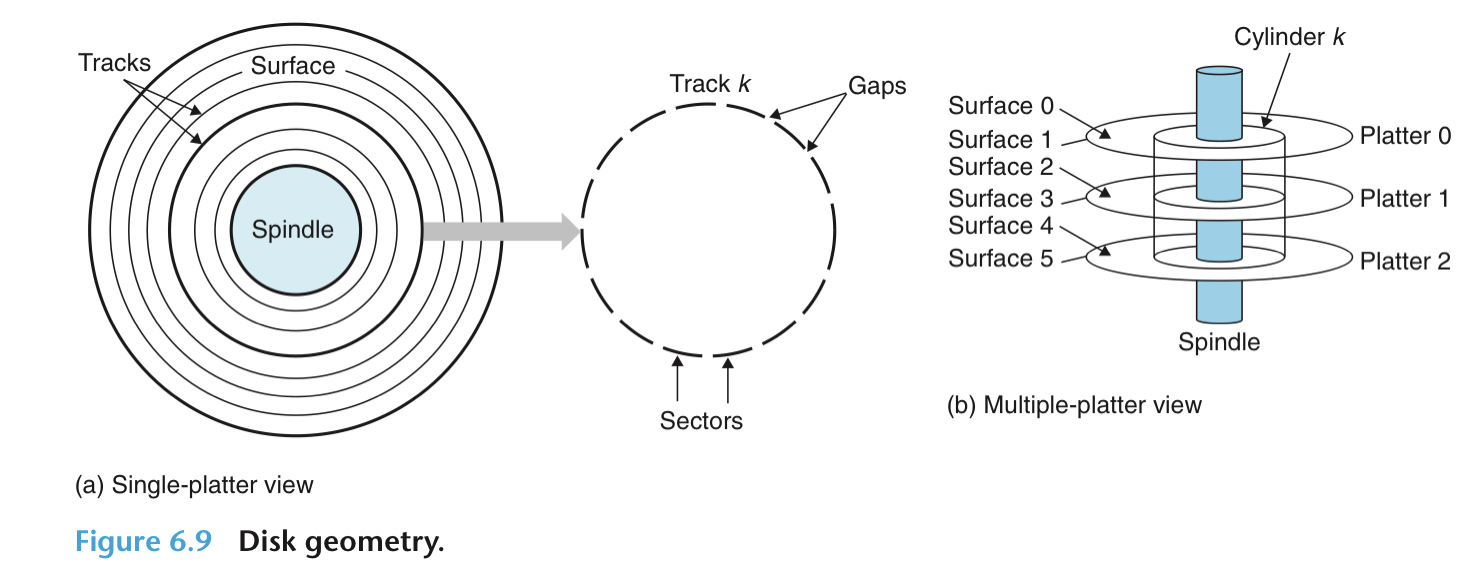 Tracks
Surface
Spindle
Track k
Gaps
Sectors
(a) Single-platter view
Cylinder k
Surface 0
Surface 1
Surface 2
Surface 3
Surface 4
Surface 5
Platter 0
Platter 1
Platter 2
Spindle
(b) Multiple-platter view
Figure 6.9 Disk geometry.